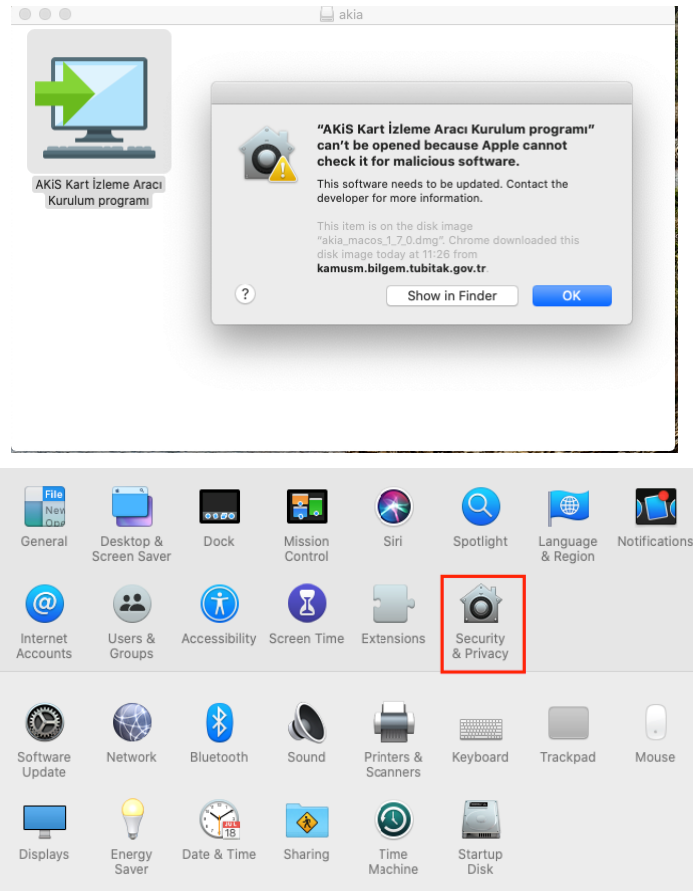 akia
AKiS Kart İzleme Aracı
Kurulum programı
“AKiS Kart İzleme Aracı Kurulum programı”
can’t be opened because Apple cannot
check it for malicious software.
This software needs to be updated. Contact the
developer for more information.
This item is on the disk image
“akia_macos_1_7_0.dmg”. Chrome downloaded this
disk image today at 11:26 from
kamusm.bilgem.tubitak.gov.tr.
?
Show in Finder
OK
File
New
Ope
General
Desktop &
Screen Saver
Dock
Mission
Control
Siri
Spotlight
Language
& Region
Notifications
@
Internet
Accounts
Users &
Groups
Accessibility
Screen Time
Extensions
Security
& Privacy
Software
Update
Network
Bluetooth
Sound
Printers &
Scanners
Keyboard
Trackpad
Mouse
JUL
18
Displays
Energy
Saver
Date & Time
Sharing
Time
Machine
Startup
Disk